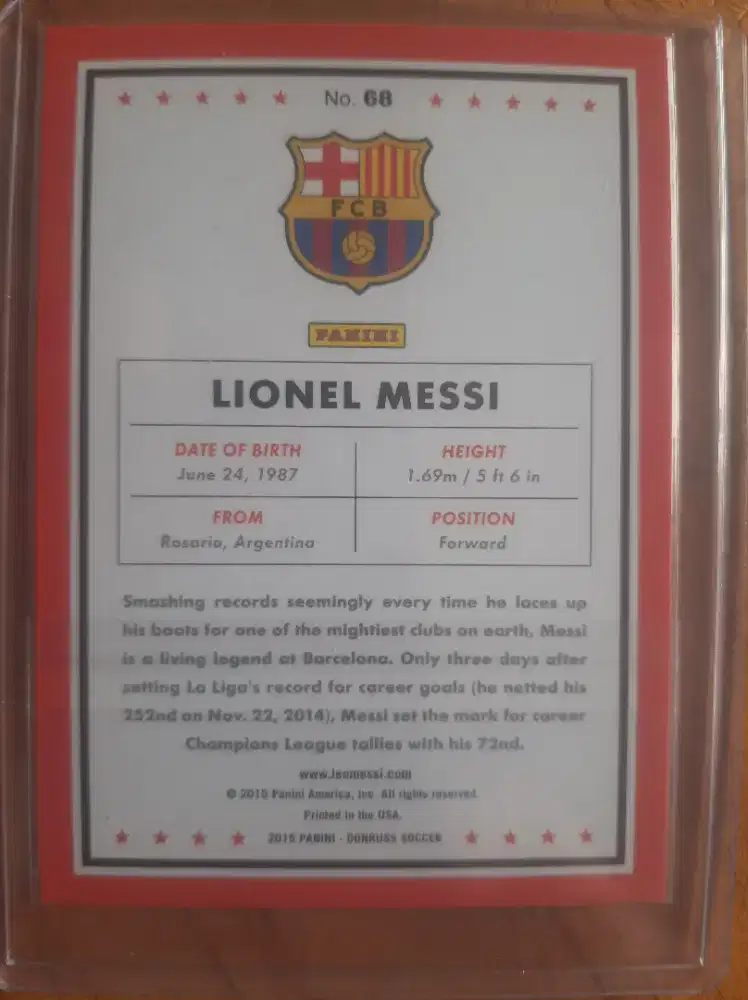 No. 68
FCB
PANINI
LIONEL MESSI
DATE OF BIRTH
June 24, 1987
HEIGHT
1.69m / 5 ft 6 in
FROM
Rosario, Argentina
POSITION
Forward
Smashing records seemingly every time he laces up
his boots for one of the mightiest clubs on earth, Messi
is a living legend at Barcelona. Only three days after
setting La Liga's record for career goals (he netted his
252nd on Nov. 22, 2014), Messi set the mark for career
Champions League tallies with his 72nd.
www.leomessi.com
© 2015 Panini America, Inc. All rights reserved.
Printed in the USA.
2015 PANINI - DONRUSS SOCCER